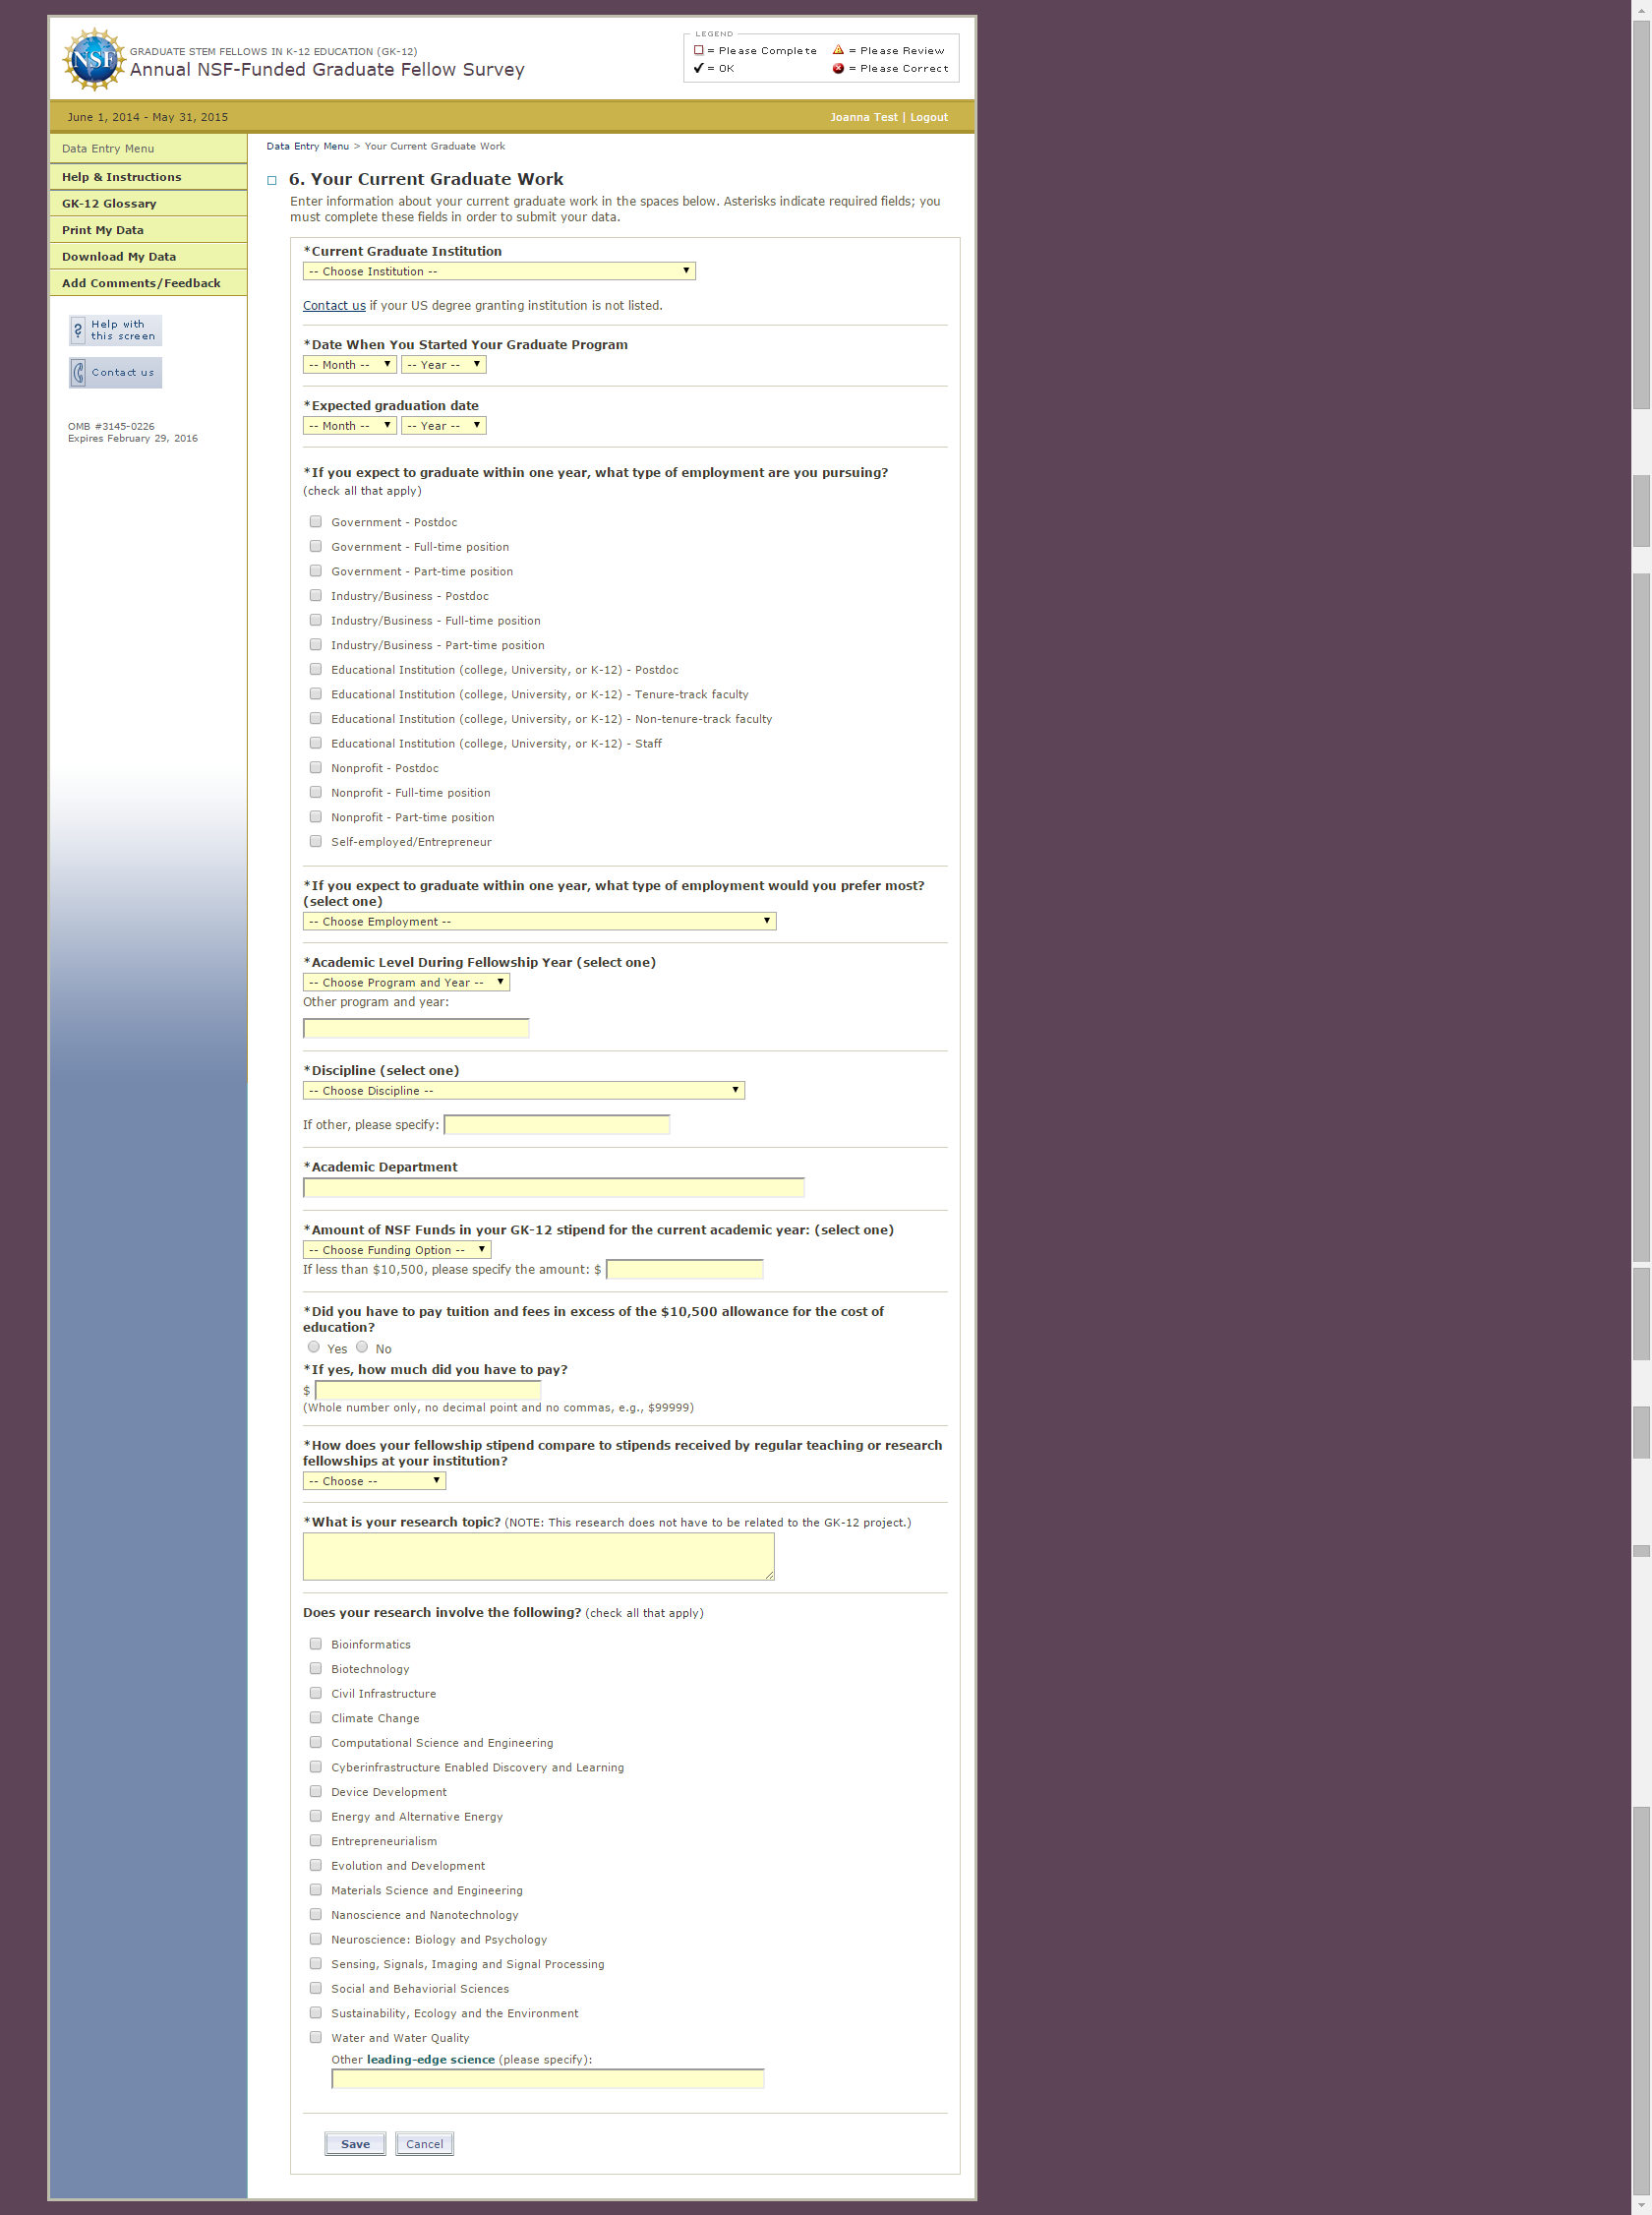 GRADUATE STEM FELLOWS IN K-12 EDUCATION (GK-12)
Annual NSF-Funded Graduate Fellow Survey
NSF
LEGEND
= Please Complete
= Please Review
= OK
= Please Correct
June 1, 2014 - May 31, 2015
Joanna Test | Logout
Data Entry Menu
Help & Instructions
GK-12 Glossary
Print My Data
Download My Data
Add Comments/Feedback
? Help with
this screen
Contact us
OMB #3145-0226
Expires February 29, 2016
Data Entry Menu > Your Current Graduate Work
6. Your Current Graduate Work
Enter information about your current graduate work in the spaces below. Asterisks indicate required fields; you
must complete these fields in order to submit your data.
*Current Graduate Institution
-- Choose Institution --
Contact us if your US degree granting institution is not listed.
*Date When You Started Your Graduate Program
-- Month -- -- Year --
*Expected graduation date
-- Month -- -- Year --
*If you expect to graduate within one year, what type of employment are you pursuing?
(check all that apply)
Government - Postdoc
Government - Full-time position
Government - Part-time position
Industry/Business - Postdoc
Industry/Business - Full-time position
Industry/Business - Part-time position
Educational Institution (college, University, or K-12) - Postdoc
Educational Institution (college, University, or K-12) - Tenure-track faculty
Educational Institution (college, University, or K-12) - Non-tenure-track faculty
Educational Institution (college, University, or K-12) - Staff
Nonprofit - Postdoc
Nonprofit - Full-time position
Nonprofit - Part-time position
Self-employed/Entrepreneur
*If you expect to graduate within one year, what type of employment would you prefer most?
(select one)
-- Choose Employment --
*Academic Level During Fellowship Year (select one)
-- Choose Program and Year --
Other program and year:
*Discipline (select one)
-- Choose Discipline --
If other, please specify:
*Academic Department
*Amount of NSF Funds in your GK-12 stipend for the current academic year: (select one)
-- Choose Funding Option --
If less than $10,500, please specify the amount: $
*Did you have to pay tuition and fees in excess of the $10,500 allowance for the cost of
education?
Yes No
*If yes, how much did you have to pay?
$
(Whole number only, no decimal point and no commas, e.g., $99999)
*How does your fellowship stipend compare to stipends received by regular teaching or research
fellowships at your institution?
-- Choose --
*What is your research topic? (NOTE: This research does not have to be related to the GK-12 project.)
Does your research involve the following? (check all that apply)
Bioinformatics
Biotechnology
Civil Infrastructure
Climate Change
Computational Science and Engineering
Cyberinfrastructure Enabled Discovery and Learning
Device Development
Energy and Alternative Energy
Entrepreneurialism
Evolution and Development
Materials Science and Engineering
Nanoscience and Nanotechnology
Neuroscience: Biology and Psychology
Sensing, Signals, Imaging and Signal Processing
Social and Behaviorial Sciences
Sustainability, Ecology and the Environment
Water and Water Quality
Other leading-edge science (please specify):
Save Cancel